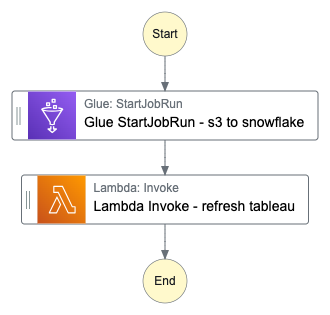 Start
Glue: StartJobRun
Glue StartJobRun - s3 to snowflake
Lambda: Invoke
Lambda Invoke - refresh tableau
End